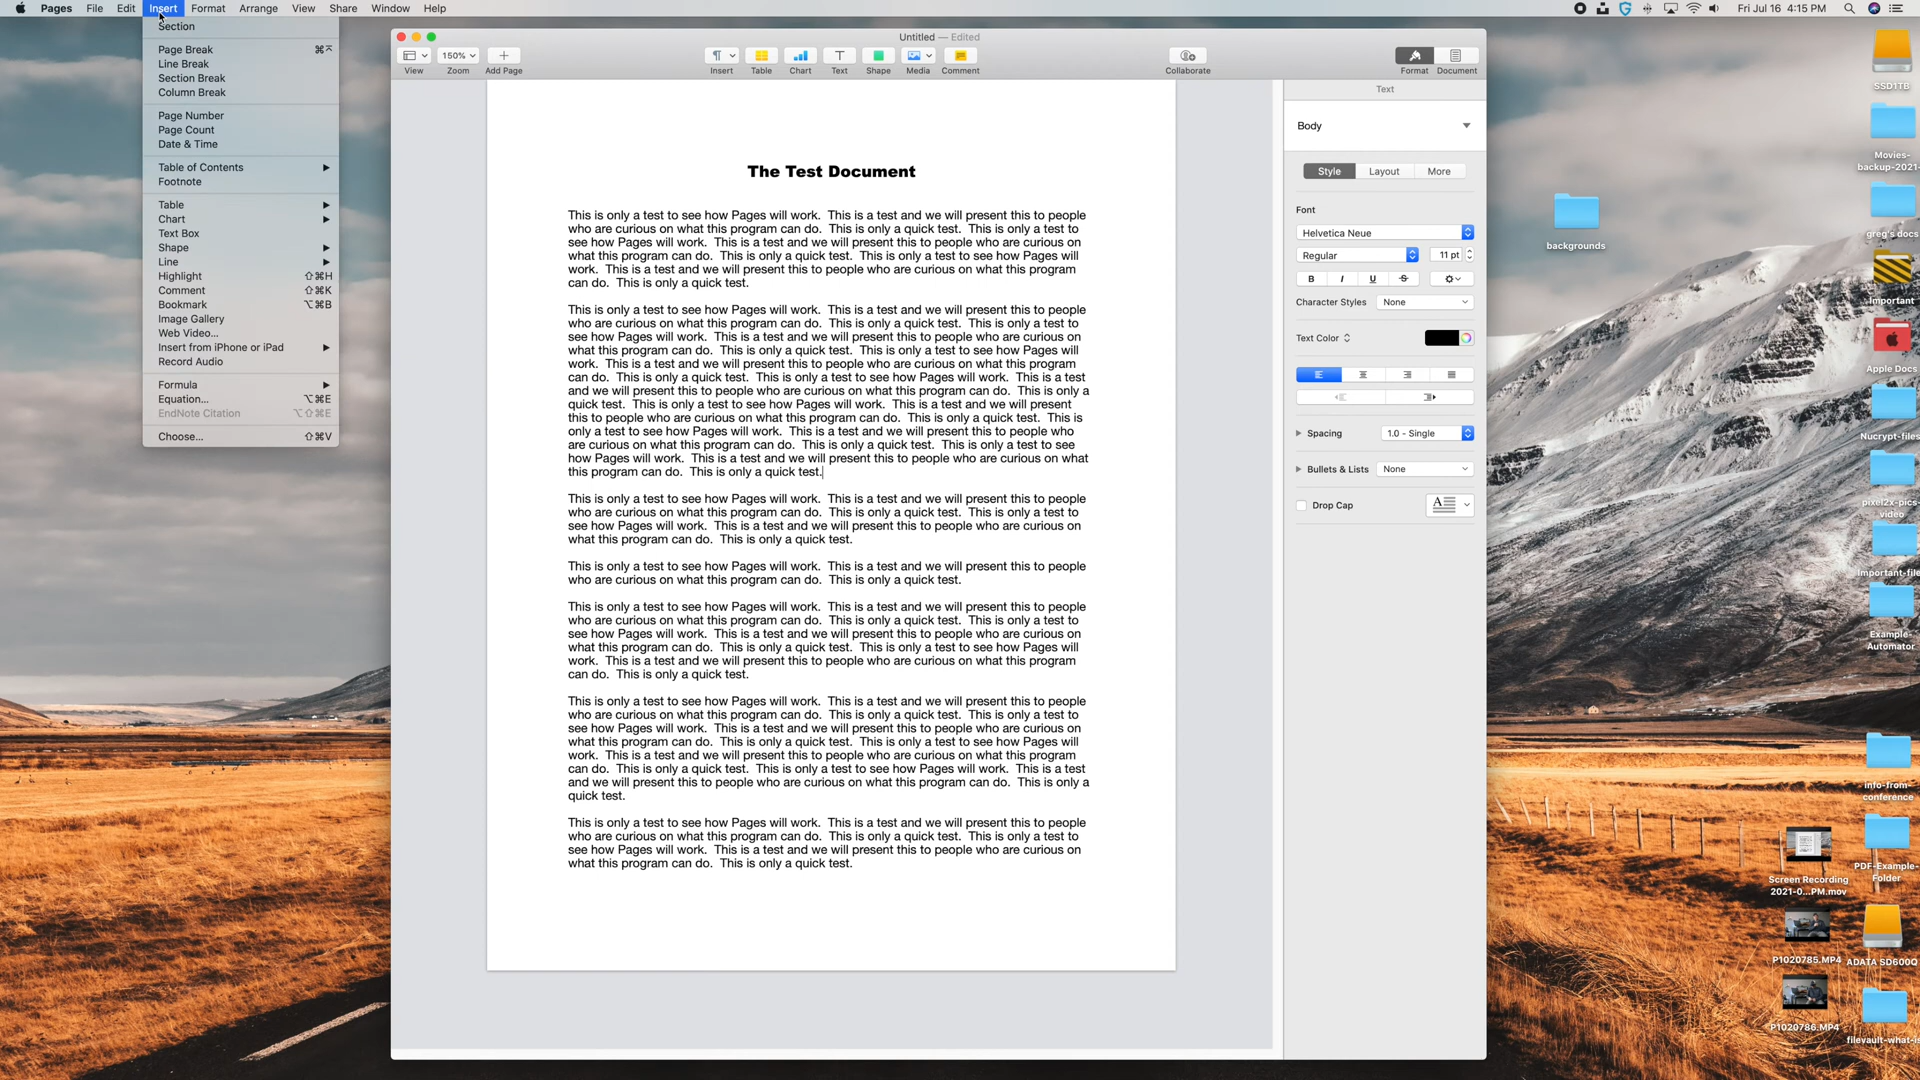 Pages File Edit Insert Format Arrange View Share Window Help
Fri Jul 16 4:15 PM
Section
Page Break ⌘⌤
Line Break
Section Break
Column Break
Page Number
Page Count
Date & Time
Table of Contents
Footnote
Table
Chart
Text Box
Shape
Line
Highlight ⇧⌘H
Comment ⇧⌘K
Bookmark ⌥⌘B
Image Gallery
Web Video...
Insert from iPhone or iPad
Record Audio
Formula
Equation... ⌥⌘E
EndNote Citation ⌥⇧⌘E
Choose... ⇧⌘V
Untitled — Edited
150%
View Zoom Add Page Insert Table Chart Text Shape Media Comment Collaborate Format Document
The Test Document
This is only a test to see how Pages will work. This is a test and we will present this to people
who are curious on what this program can do. This is only a quick test. This is only a test to
see how Pages will work. This is a test and we will present this to people who are curious on
what this program can do. This is only a quick test. This is only a test to see how Pages will
work. This is a test and we will present this to people who are curious on what this program
can do. This is only a quick test.
This is only a test to see how Pages will work. This is a test and we will present this to people
who are curious on what this program can do. This is only a quick test. This is only a test to
see how Pages will work. This is a test and we will present this to people who are curious on
what this program can do. This is only a quick test. This is only a test to see how Pages will
work. This is a test and we will present this to people who are curious on what this program
can do. This is only a quick test. This is only a test to see how Pages will work. This is a test
and we will present this to people who are curious on what this program can do. This is only a
quick test. This is only a test to see how Pages will work. This is a test and we will present
this to people who are curious on what this program can do. This is only a quick test. This is
only a test to see how Pages will work. This is a test and we will present this to people who
are curious on what this program can do. This is only a quick test. This is only a test to see
how Pages will work. This is a test and we will present this to people who are curious on what
this program can do. This is only a quick test.
This is only a test to see how Pages will work. This is a test and we will present this to people
who are curious on what this program can do. This is only a quick test. This is only a test to
see how Pages will work. This is a test and we will present this to people who are curious on
what this program can do. This is only a quick test.
This is only a test to see how Pages will work. This is a test and we will present this to people
who are curious on what this program can do. This is only a quick test.
This is only a test to see how Pages will work. This is a test and we will present this to people
who are curious on what this program can do. This is only a quick test. This is only a test to
see how Pages will work. This is a test and we will present this to people who are curious on
what this program can do. This is only a quick test. This is only a test to see how Pages will
work. This is a test and we will present this to people who are curious on what this program
can do. This is only a quick test.
This is only a test to see how Pages will work. This is a test and we will present this to people
who are curious on what this program can do. This is only a quick test. This is only a test to
see how Pages will work. This is a test and we will present this to people who are curious on
what this program can do. This is only a quick test. This is only a test to see how Pages will
work. This is a test and we will present this to people who are curious on what this program
can do. This is only a quick test. This is only a test to see how Pages will work. This is a test
and we will present this to people who are curious on what this program can do. This is only a
quick test.
This is only a test to see how Pages will work. This is a test and we will present this to people
who are curious on what this program can do. This is only a quick test. This is only a test to
see how Pages will work. This is a test and we will present this to people who are curious on
what this program can do. This is only a quick test.
Text
Body
Style Layout More
Font
Helvetica Neue
Regular 11 pt
B I U S
Character Styles None
Text Color
Spacing 1.0 - Single
Bullets & Lists None
Drop Cap
backgrounds
SSD1TB
Movies-
backup-2021-
greg's docs
Important
Apple Docs
Nucrypt-files
pixel2x-pics-
video
Important-file
Example-
Automator
info-from-
conference
Screen Recording
2021-0...PM.mov
PDF-Example-
Folder
P1020785.MP4
ADATA SD600Q
P1020786.MP4
filevault-what-is